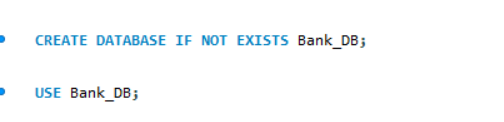 CREATE DATABASE IF NOT EXISTS Bank_DB;
USE Bank_DB;